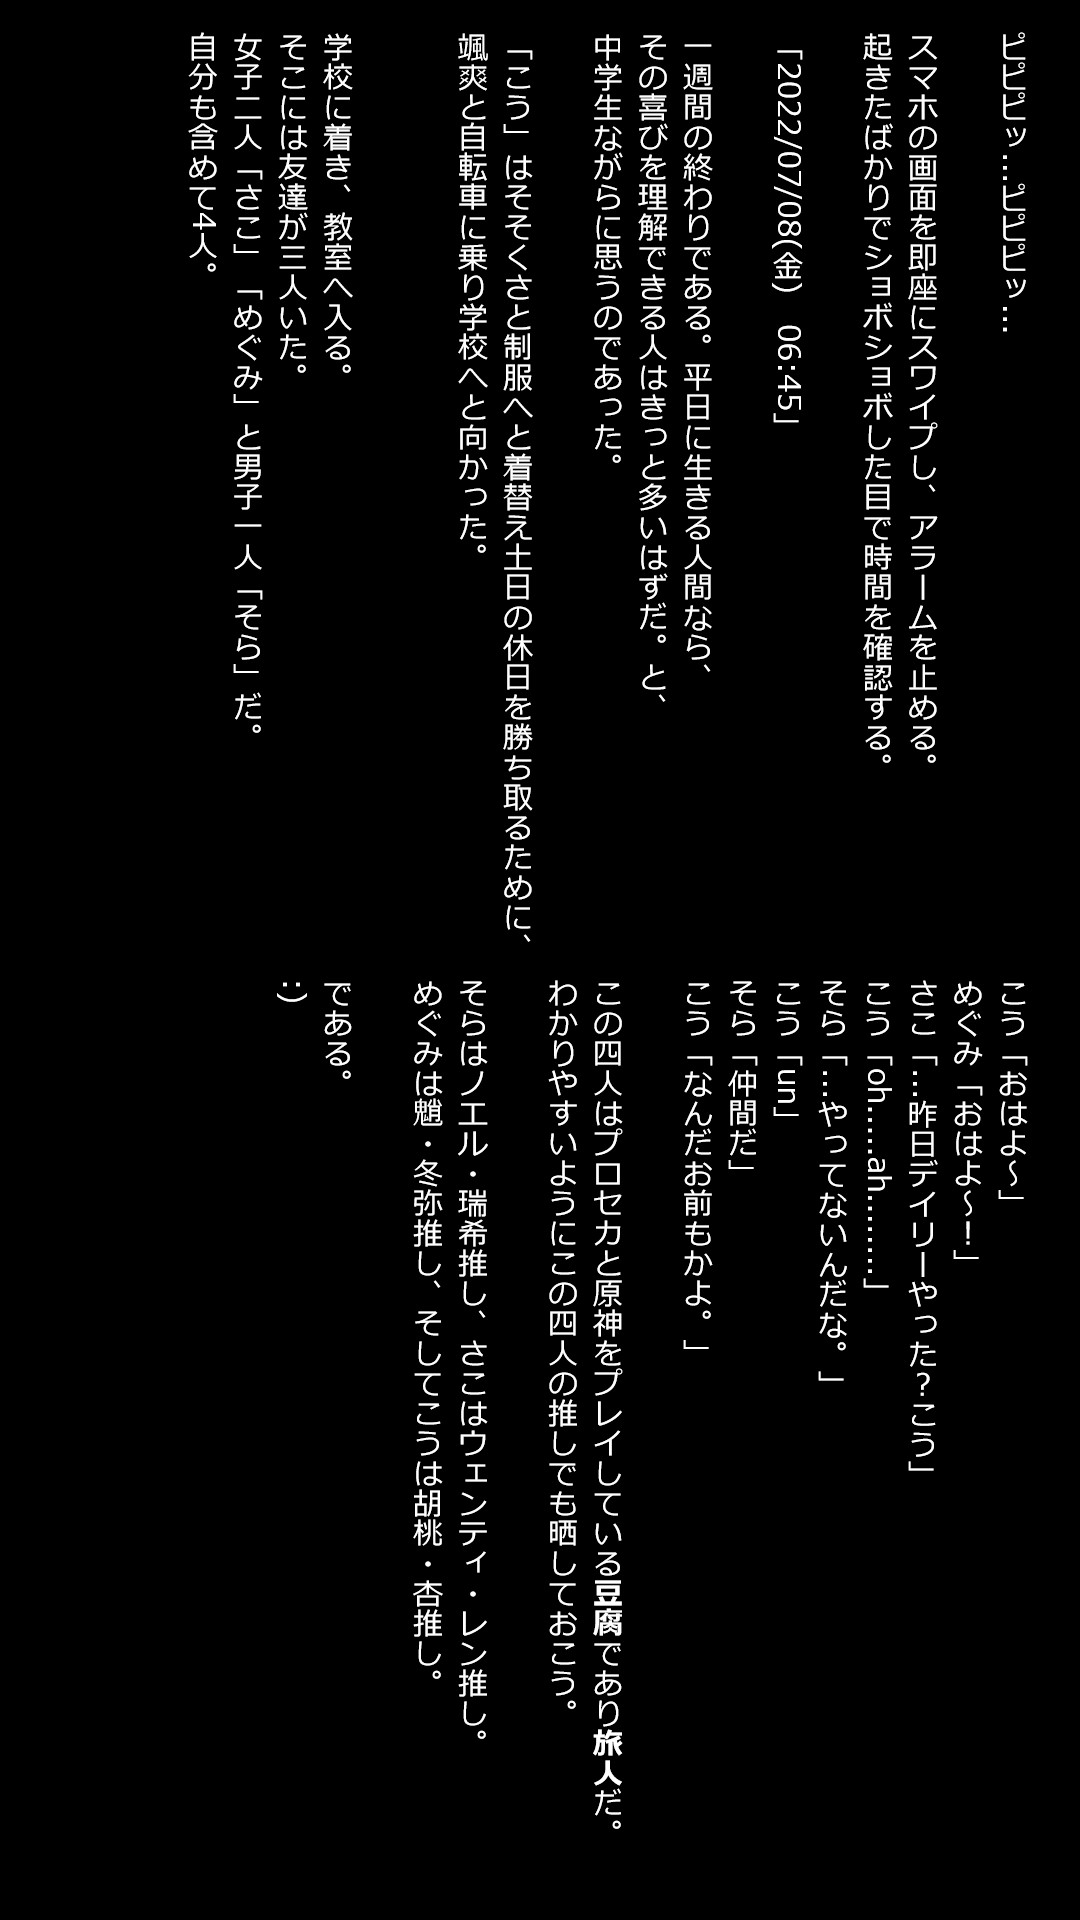 ピピピッ…ピピピッ…
スマホの画面を即座にスワイプし、アラームを止める。
起きたばかりでショボショボした目で時間を確認する。
「2022/07/08(金)　06:45」
一週間の終わりである。平日に生きる人間なら、
その喜びを理解できる人はきっと多いはずだ。と、
中学生ながらに思うのであった。
「こう」はそそくさと制服へと着替え土日の休日を勝ち取るために、
颯爽と自転車に乗り学校へと向かった。
学校に着き、教室へ入る。
そこには友達が三人いた。
女子二人「さこ」「めぐみ」と男子一人「そら」だ。
自分も含めて4人。
こう「おはよ～」
めぐみ「おはよ～！」
さこ「…昨日デイリーやった？こう」
こう「oh….ah………」
そら「…やってないんだな。」
こう「un」
そら「仲間だ」
こう「なんだお前もかよ。」
この四人はプロセカと原神をプレイしている豆腐であり旅人だ。
わかりやすいようにこの四人の推しでも晒しておこう。
そらはノエル・瑞希推し、さこはウェンティ・レン推し。
めぐみは魈・冬弥推し、そしてこうは胡桃・杏推し。
である。
:)